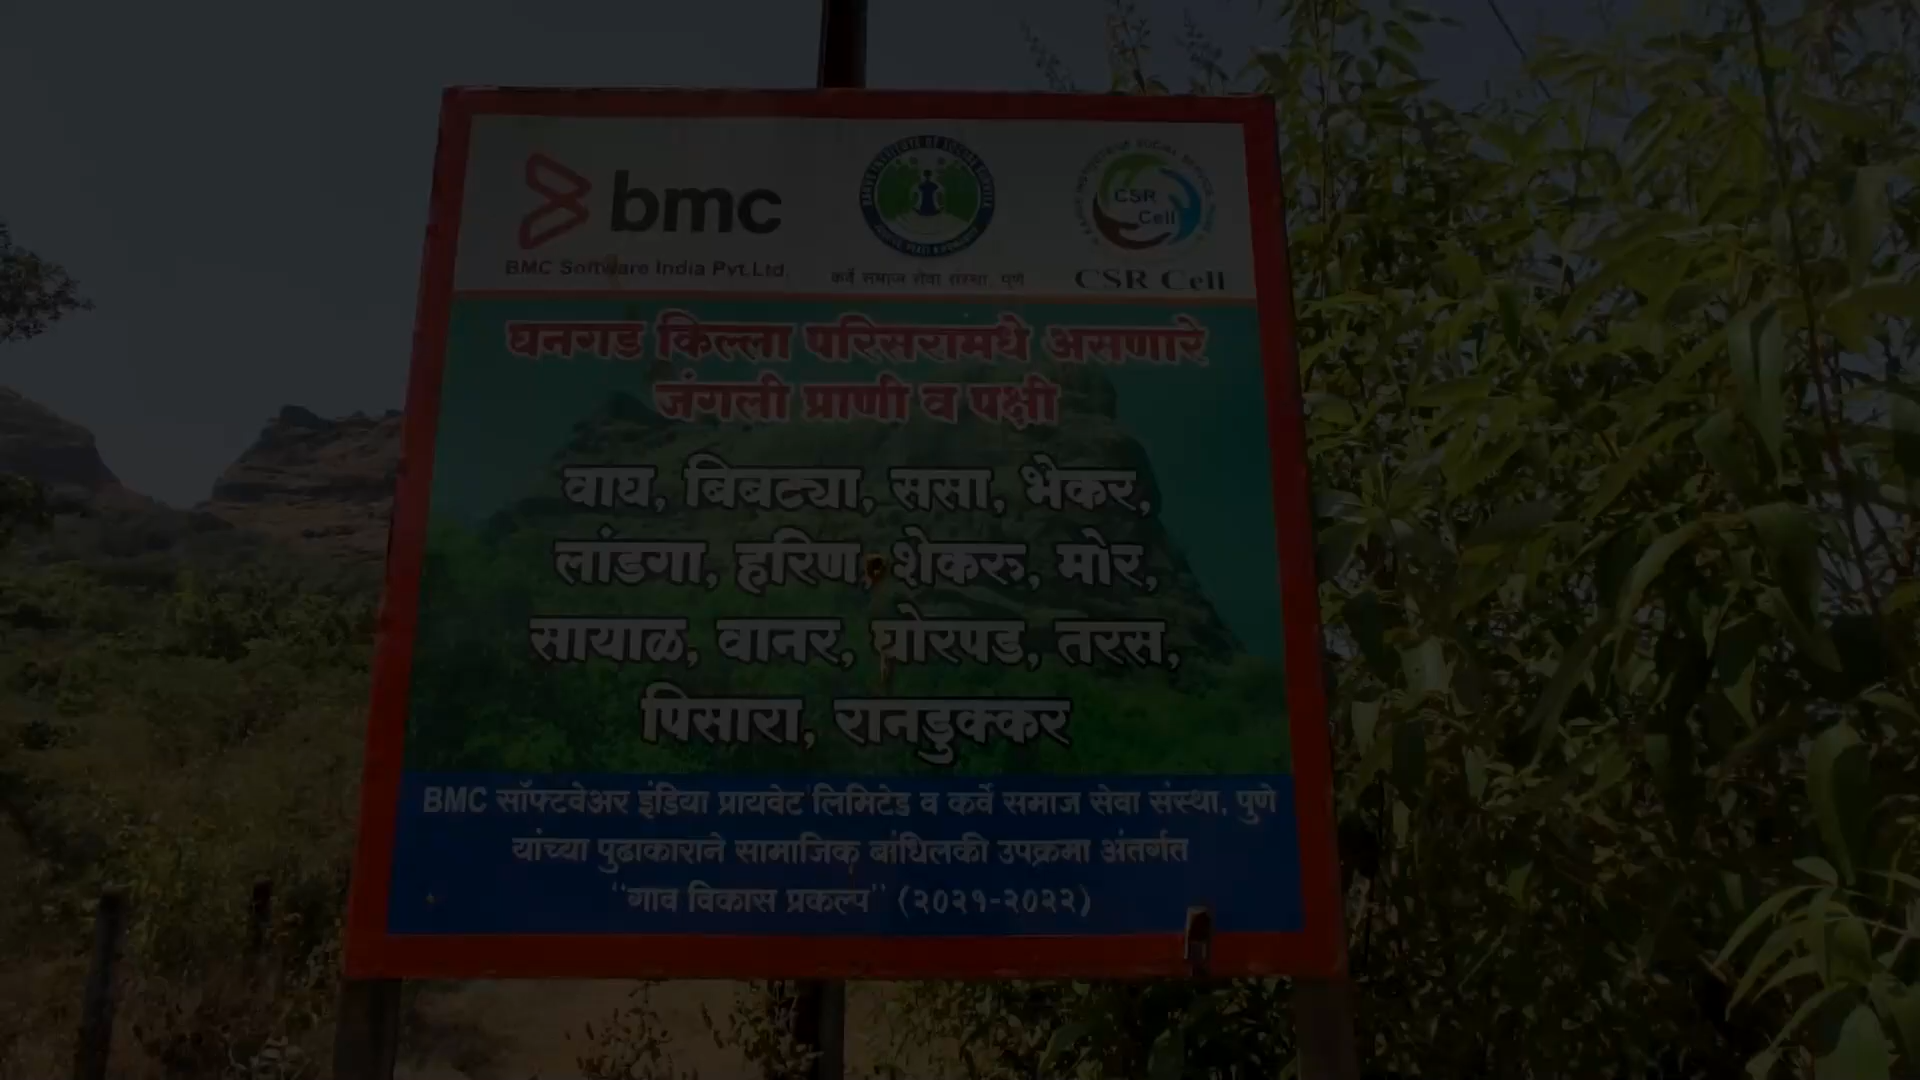 bmc
BMC Software India Pvt.Ltd.
कर्वे समाज सेवा संस्था, पुणे
CSR
Cell
CSR Cell
घनगड किल्ला परिसरामधे असणारे
जंगली प्राणी व पक्षी
वाघ, बिबट्या, ससा, भेकर,
लांडगा, हरिण, शेकरु, मोर,
सायाळ, वानर, घोरपड, तरस,
पिसारा, रानडुक्कर
BMC सॉफ्टवेअर इंडिया प्रायवेट लिमिटेड व कर्वे समाज सेवा संस्था, पुणे
यांच्या पुढाकाराने सामाजिक बांधिलकी उपक्रमा अंतर्गत
"गाव विकास प्रकल्प" (२०२१-२०२२)